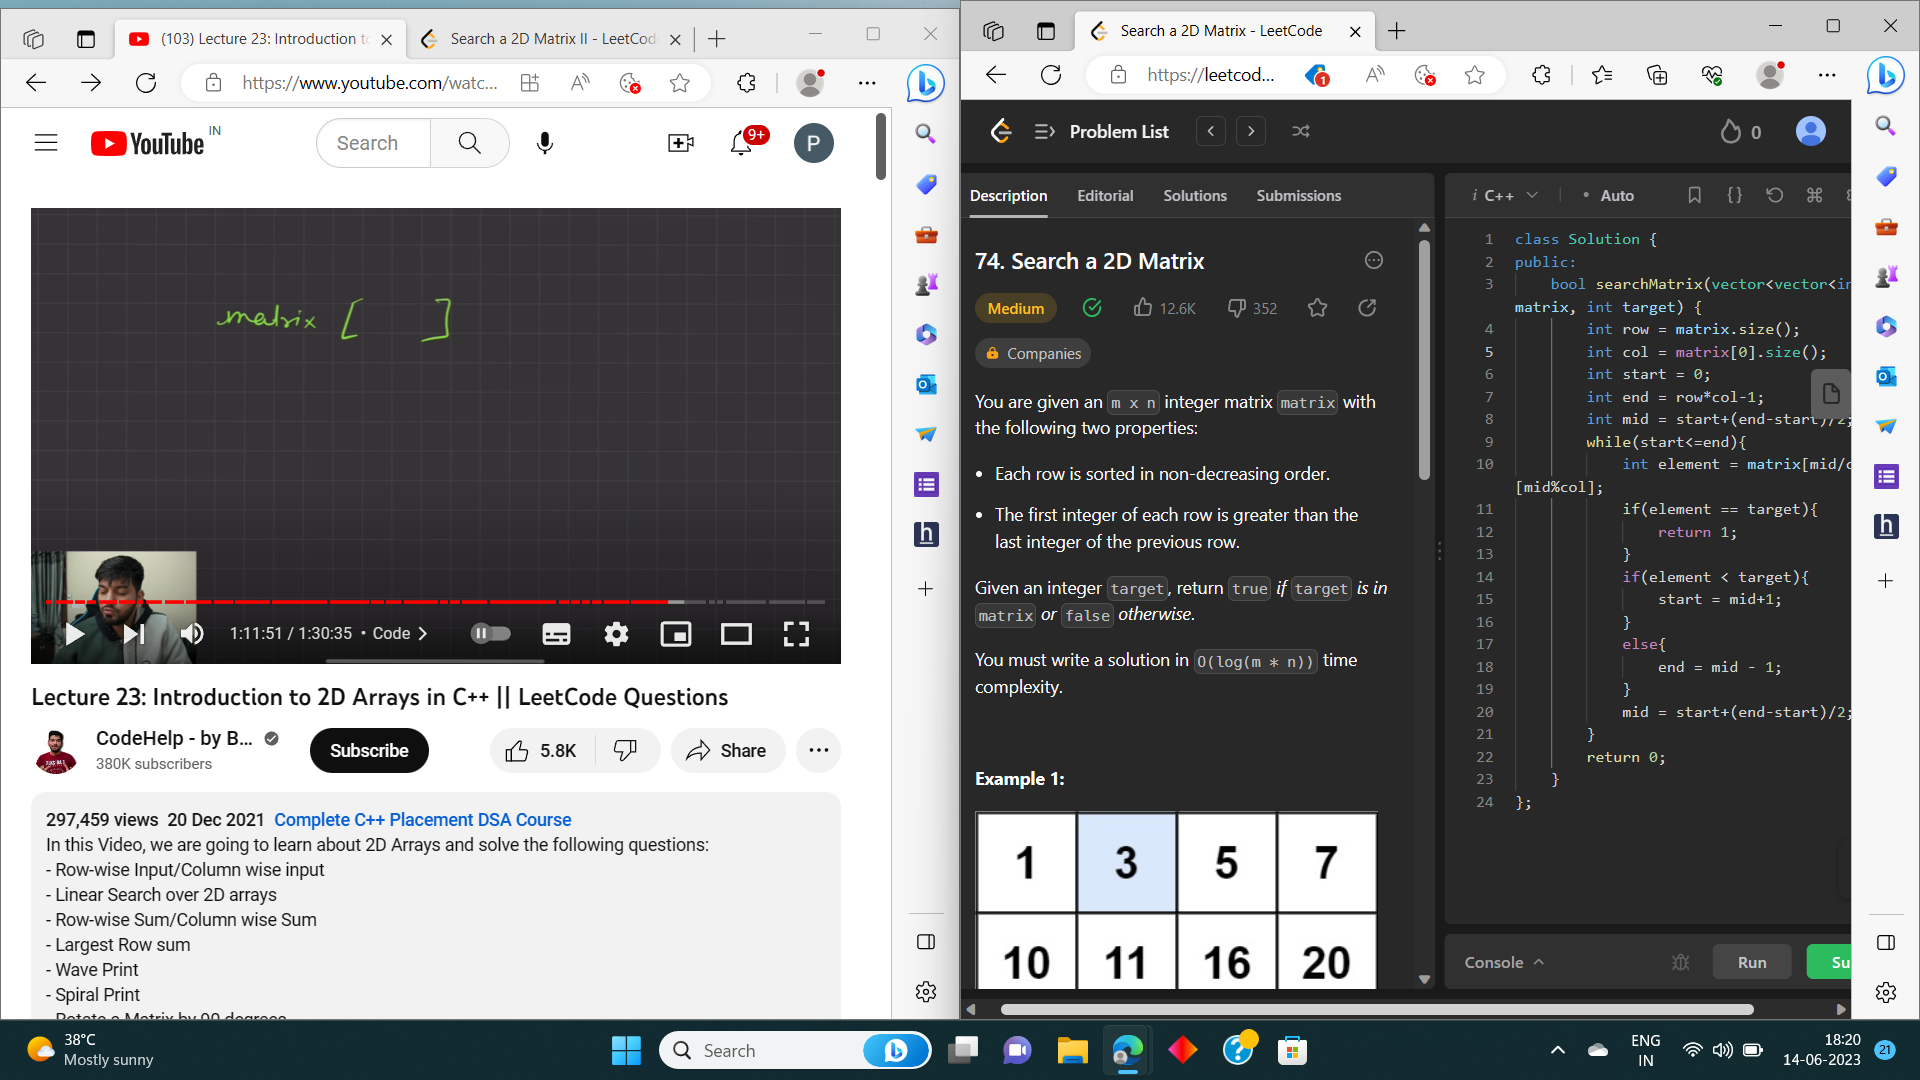 (103) Lecture 23: Introduction to
Search a 2D Matrix II - LeetCod
https://www.youtube.com/watc...
YouTube IN
Search
9+
P
matrix [ ]
1:11:51 / 1:30:35 • Code
Lecture 23: Introduction to 2D Arrays in C++ || LeetCode Questions
CodeHelp - by B...
380K subscribers
Subscribe
5.8K
Share
297,459 views 20 Dec 2021 Complete C++ Placement DSA Course
In this Video, we are going to learn about 2D Arrays and solve the following questions:
- Row-wise Input/Column wise input
- Linear Search over 2D arrays
- Row-wise Sum/Column wise Sum
- Largest Row sum
- Wave Print
- Spiral Print
- Rotate a Matrix by 90 degrees
Search a 2D Matrix - LeetCode
https://leetcod...
1
Problem List
0
Description Editorial Solutions Submissions
74. Search a 2D Matrix
Medium 12.6K 352
Companies
You are given an m x n integer matrix matrix with
the following two properties:
• Each row is sorted in non-decreasing order.
• The first integer of each row is greater than the
last integer of the previous row.
Given an integer target, return true if target is in
matrix or false otherwise.
You must write a solution in O(log(m * n)) time
complexity.
Example 1:
1 3 5 7
10 11 16 20
i C++ • Auto
1 class Solution {
2 public:
3 bool searchMatrix(vector<vector<in
matrix, int target) {
4 int row = matrix.size();
5 int col = matrix[0].size();
6 int start = 0;
7 int end = row*col-1;
8 int mid = start+(end-start)/2;
9 while(start<=end){
10 int element = matrix[mid/c
[mid%col];
11 if(element == target){
12 return 1;
13 }
14 if(element < target){
15 start = mid+1;
16 }
17 else{
18 end = mid - 1;
19 }
20 mid = start+(end-start)/2;
21 }
22 return 0;
23 }
24 };
Console
Run
Su
38°C
Mostly sunny
Search
ENG
IN
18:20
14-06-2023
21